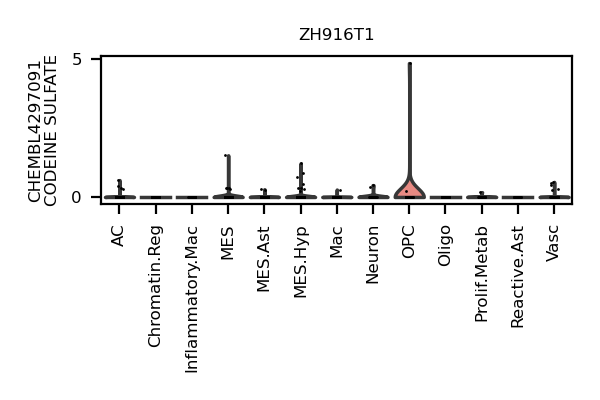 ZH916T1
CHEMBL4297091
CODEINE SULFATE
5
0
AC
Chromatin.Reg
Inflammatory.Mac
MES
MES.Ast
MES.Hyp
Mac
Neuron
OPC
Oligo
Prolif.Metab
Reactive.Ast
Vasc